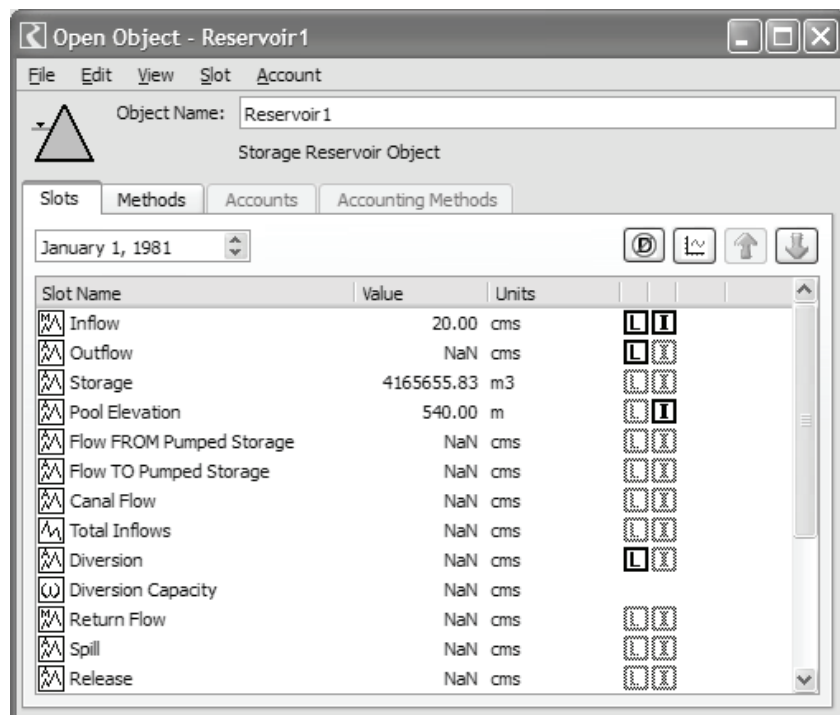 Open Object - Reservoir1
File Edit View Slot Account
Object Name: Reservoir1
Storage Reservoir Object
Slots Methods Accounts Accounting Methods
January 1, 1981
Slot Name Value Units
Inflow 20.00 cms L I
Outflow NaN cms L I
Storage 4165655.83 m3 L I
Pool Elevation 540.00 m L I
Flow FROM Pumped Storage NaN cms L I
Flow TO Pumped Storage NaN cms L I
Canal Flow NaN cms L I
Total Inflows NaN cms L I
Diversion NaN cms L I
Diversion Capacity NaN cms
Return Flow NaN cms L I
Spill NaN cms L I
Release NaN cms L I